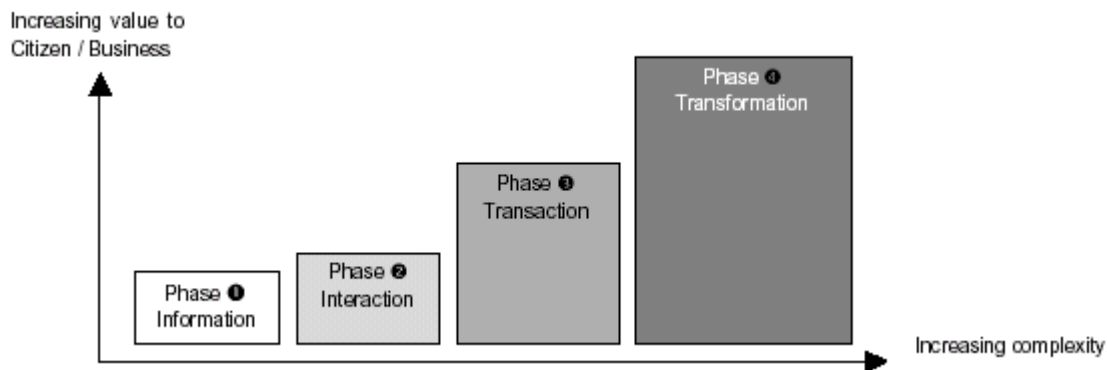 Increasing value to
Citizen / Business
Phase ❹
Transformation
Phase ❸
Transaction
Phase ❷
Interaction
Phase ❶
Information
Increasing complexity